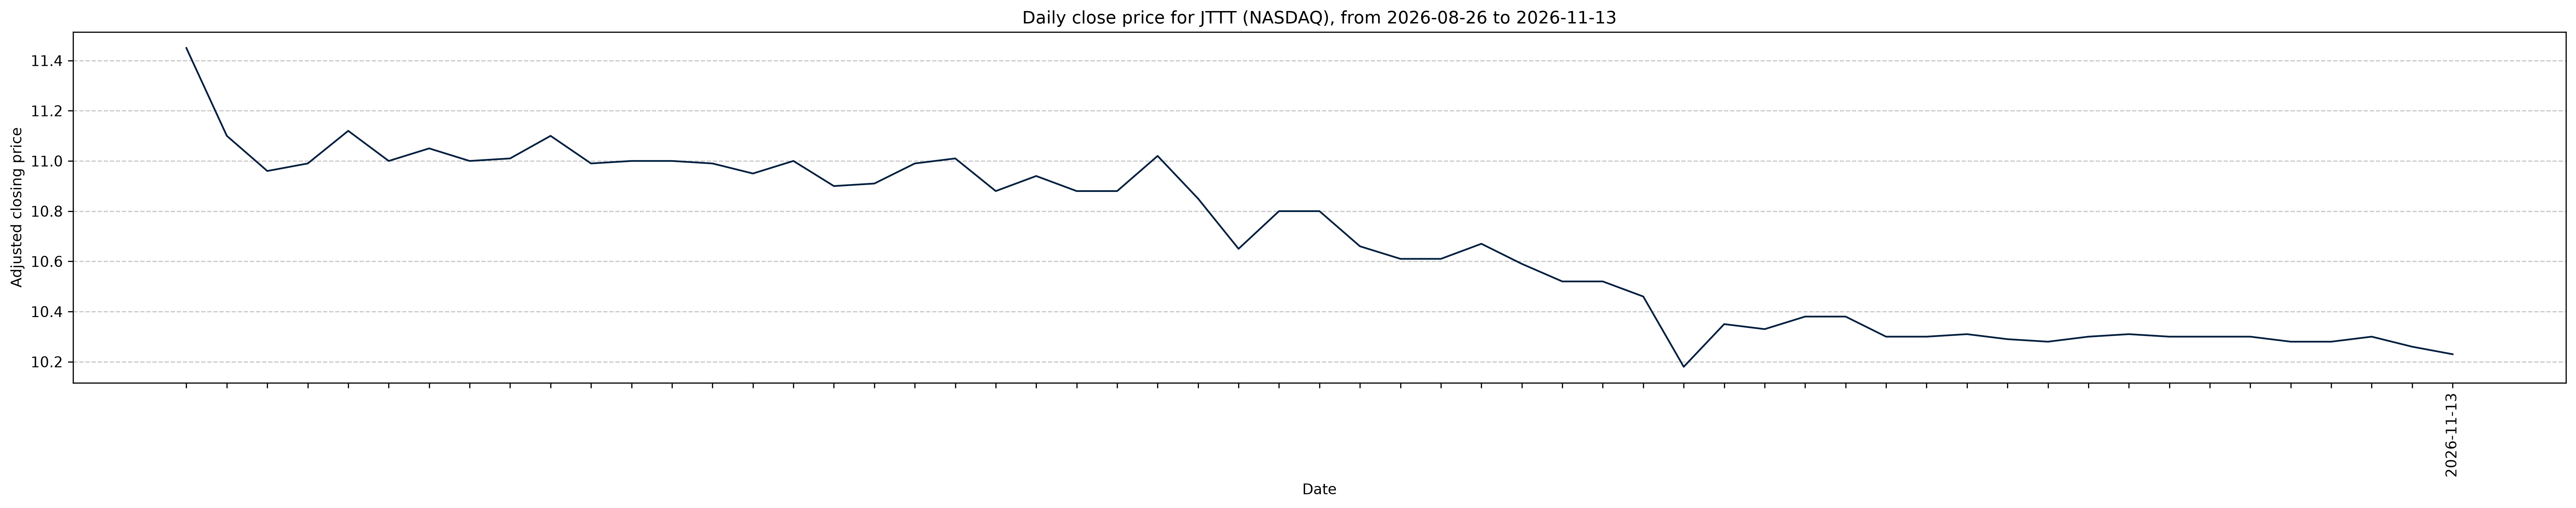 Daily close price for JTTT (NASDAQ), from 2026-08-26 to 2026-11-13
Adjusted closing price
11.4
11.2
11.0
10.8
10.6
10.4
10.2
2026-11-13
Date